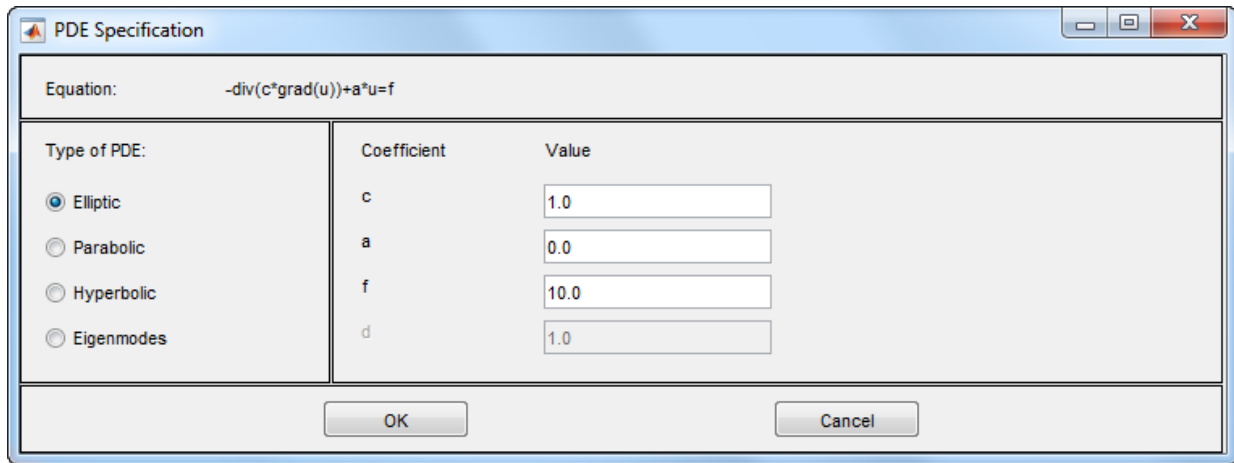 PDE Specification
Equation: -div(c*grad(u))+a*u=f
Type of PDE:
Elliptic
Parabolic
Hyperbolic
Eigenmodes
Coefficient Value
c 1.0
a 0.0
f 10.0
d 1.0
OK Cancel